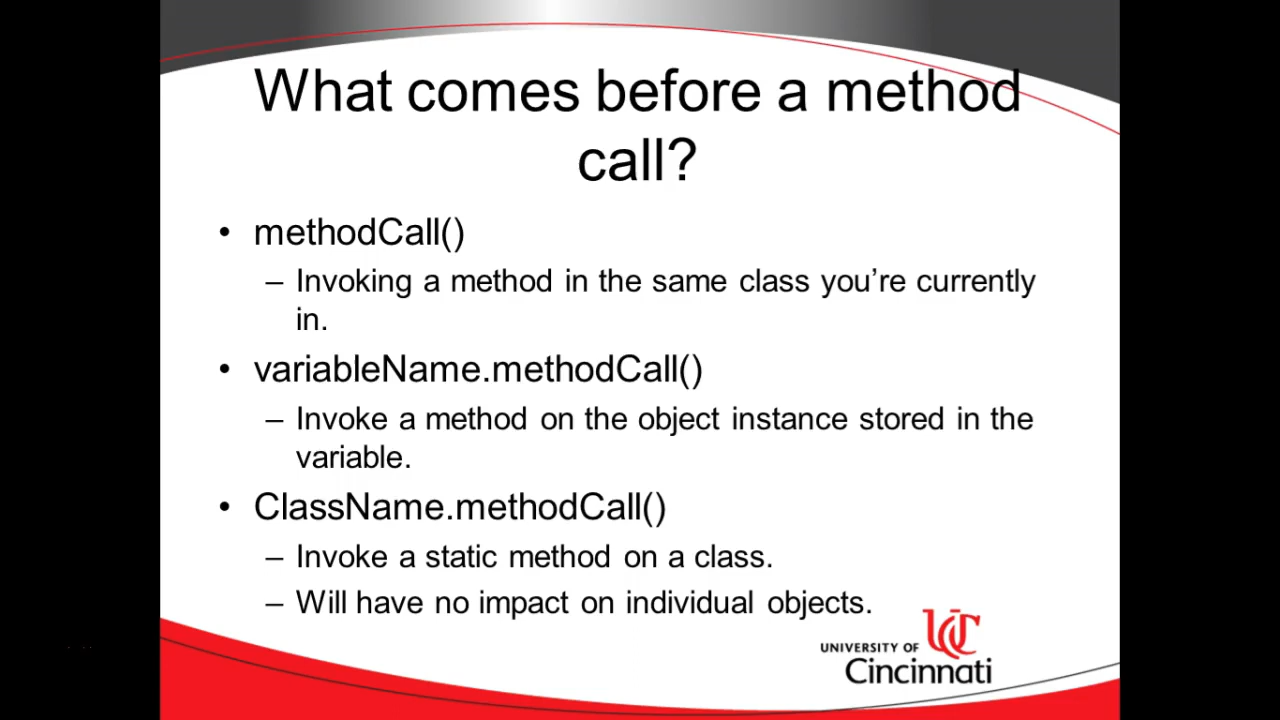 What comes before a method
call?
• methodCall()
– Invoking a method in the same class you’re currently
in.
• variableName.methodCall()
– Invoke a method on the object instance stored in the
variable.
• ClassName.methodCall()
– Invoke a static method on a class.
– Will have no impact on individual objects.
UC
UNIVERSITY OF
Cincinnati